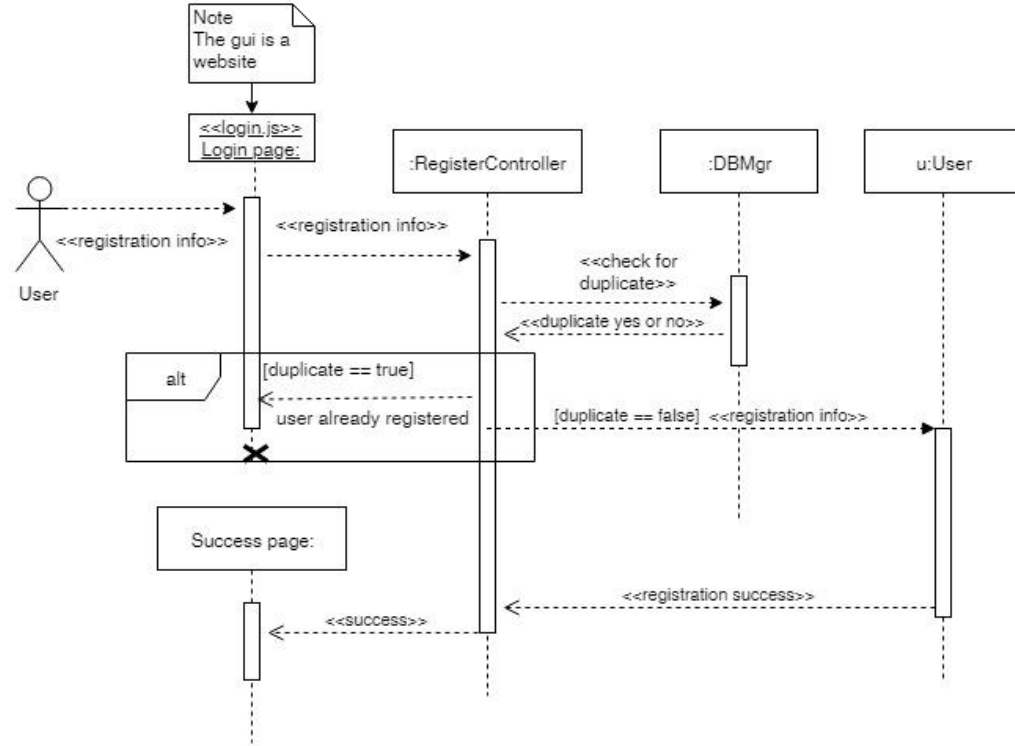 Note
The gui is a
website
<<login.js>>
Login page:
:RegisterController
:DBMgr
u:User
<<registration info>>
User
<<registration info>>
<<check for
duplicate>>
<<duplicate yes or no>>
alt
[duplicate == true]
user already registered
[duplicate == false] <<registration info>>
Success page:
<<registration success>>
<<success>>